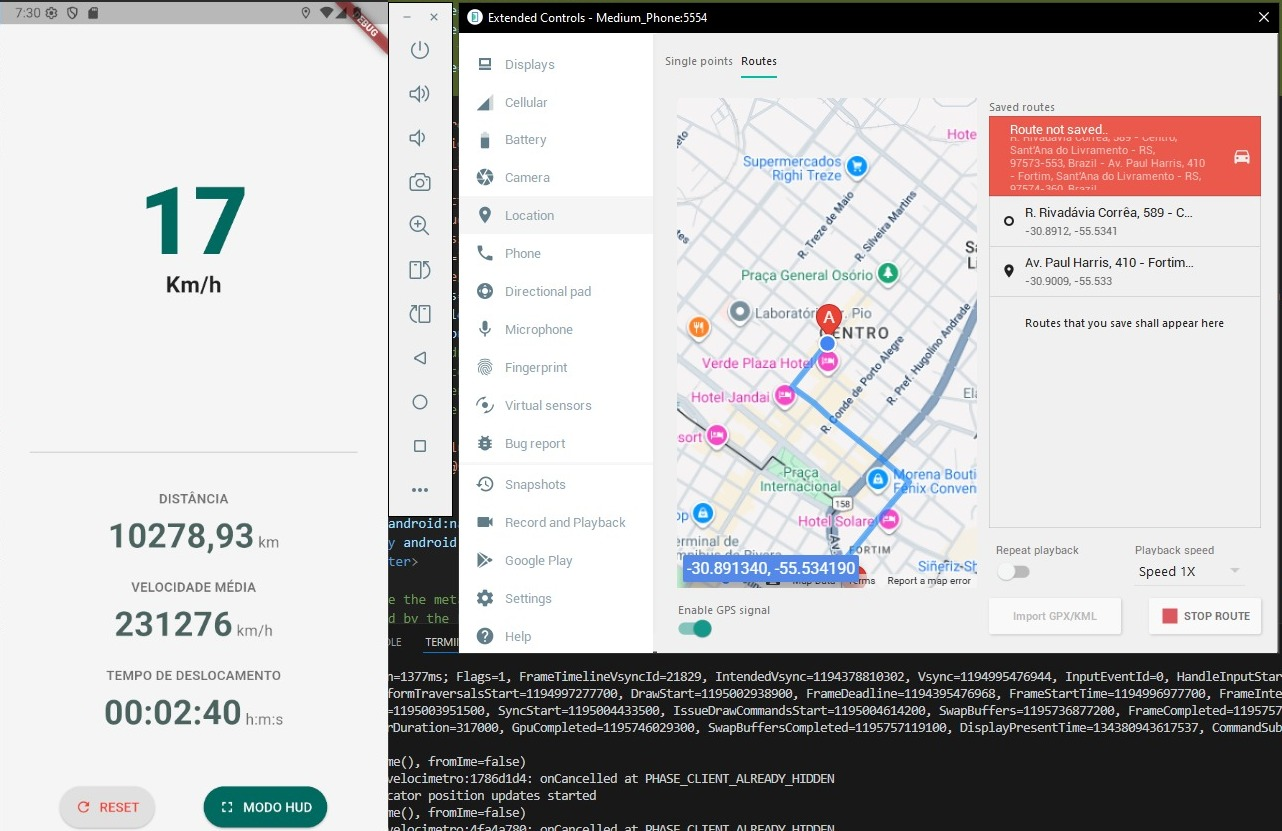 7:30
DEBUG
17
Km/h
DISTÂNCIA
10278,93 km
VELOCIDADE MÉDIA
231276 km/h
TEMPO DE DESLOCAMENTO
00:02:40 h:m:s
RESET
MODO HUD
Extended Controls - Medium_Phone:5554
Displays
Cellular
Battery
Camera
Location
Phone
Directional pad
Microphone
Fingerprint
Virtual sensors
Bug report
Snapshots
Record and Playback
Google Play
Settings
Help
Single points
Routes
Hote
Supermercados
Righi Treze
R. Treze de Maio
R. Silveira Martins
Praça General Osorio
Laboratóri
r. Pio
A
CENTRO
Verde Plaza Hotel
Hotel Jandai
R. Conde de Porto Alegre
R. Pref. Hugolino Andrade
sort
Praça
Internacional
Morena Bouti
Fênix Conven
158
Hotel Solare
FORTIM
Siñeriz-Sh
-30.891340, -55.534190
Map Data
Terms
Report a map error
Enable GPS signal
Saved routes
Route not saved..
R. Rivadávia Corrêa, 589 - Centro,
Sant'Ana do Livramento - RS,
97573-553, Brazil - Av. Paul Harris, 410
- Fortim, Sant'Ana do Livramento - RS,
97574-360, Brazil
R. Rivadávia Corrêa, 589 - C...
-30.8912, -55.5341
Av. Paul Harris, 410 - Fortim...
-30.9009, -55.533
Routes that you save shall appear here
Repeat playback
Playback speed
Speed 1X
Import GPX/KML
STOP ROUTE
android:na
y android
ter>
e the met
d by the
OLE
TERMI
n=1377ms; Flags=1, FrameTimelineVsyncId=21829, IntendedVsync=1194378810302, Vsync=1194995476944, InputEventId=0, HandleInputStar
formTraversalsStart=1194997277700, DrawStart=1195002938900, FrameDeadline=1194395476968, FrameStartTime=1194996977700, FrameInte
=1195003951500, SyncStart=1195004433500, IssueDrawCommandsStart=1195004614200, SwapBuffers=1195736877200, FrameCompleted=1195757
rDuration=317000, GpuCompleted=1195746029300, SwapBuffersCompleted=1195757119100, DisplayPresentTime=134380943617537, CommandSub
me(), fromIme=false)
velocimetro:1786d1d4: onCancelled at PHASE_CLIENT_ALREADY_HIDDEN
cator position updates started
me(), fromIme=false)
velocimetro:4fa4a780: onCancelled at PHASE_CLIENT_ALREADY_HIDDEN